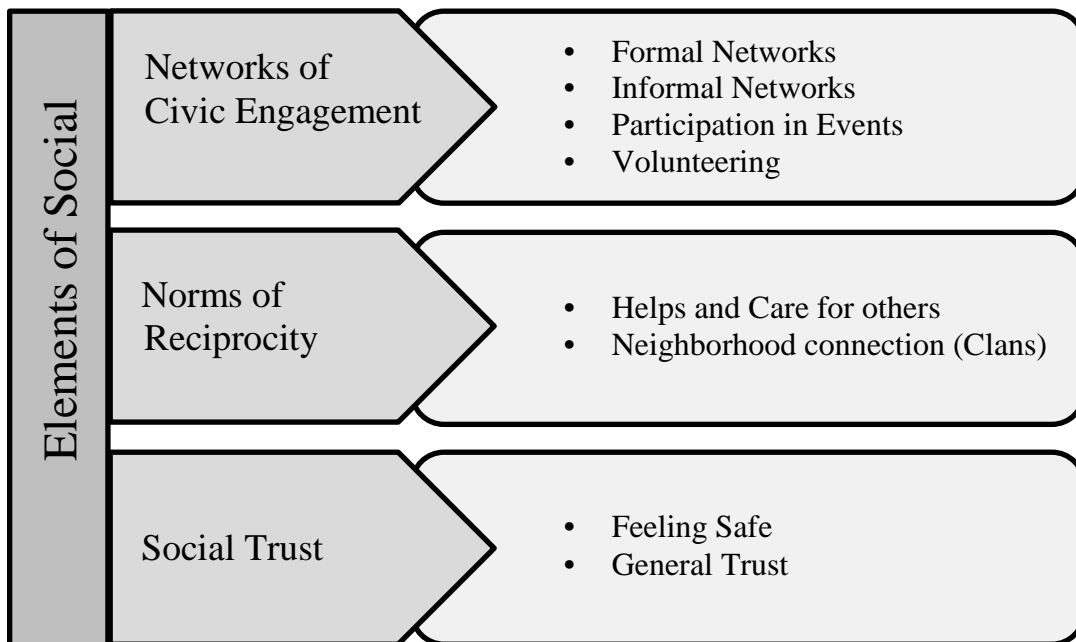 Elements of Social
Networks of
Civic Engagement
• Formal Networks
• Informal Networks
• Participation in Events
• Volunteering
Norms of
Reciprocity
• Helps and Care for others
• Neighborhood connection (Clans)
Social Trust
• Feeling Safe
• General Trust